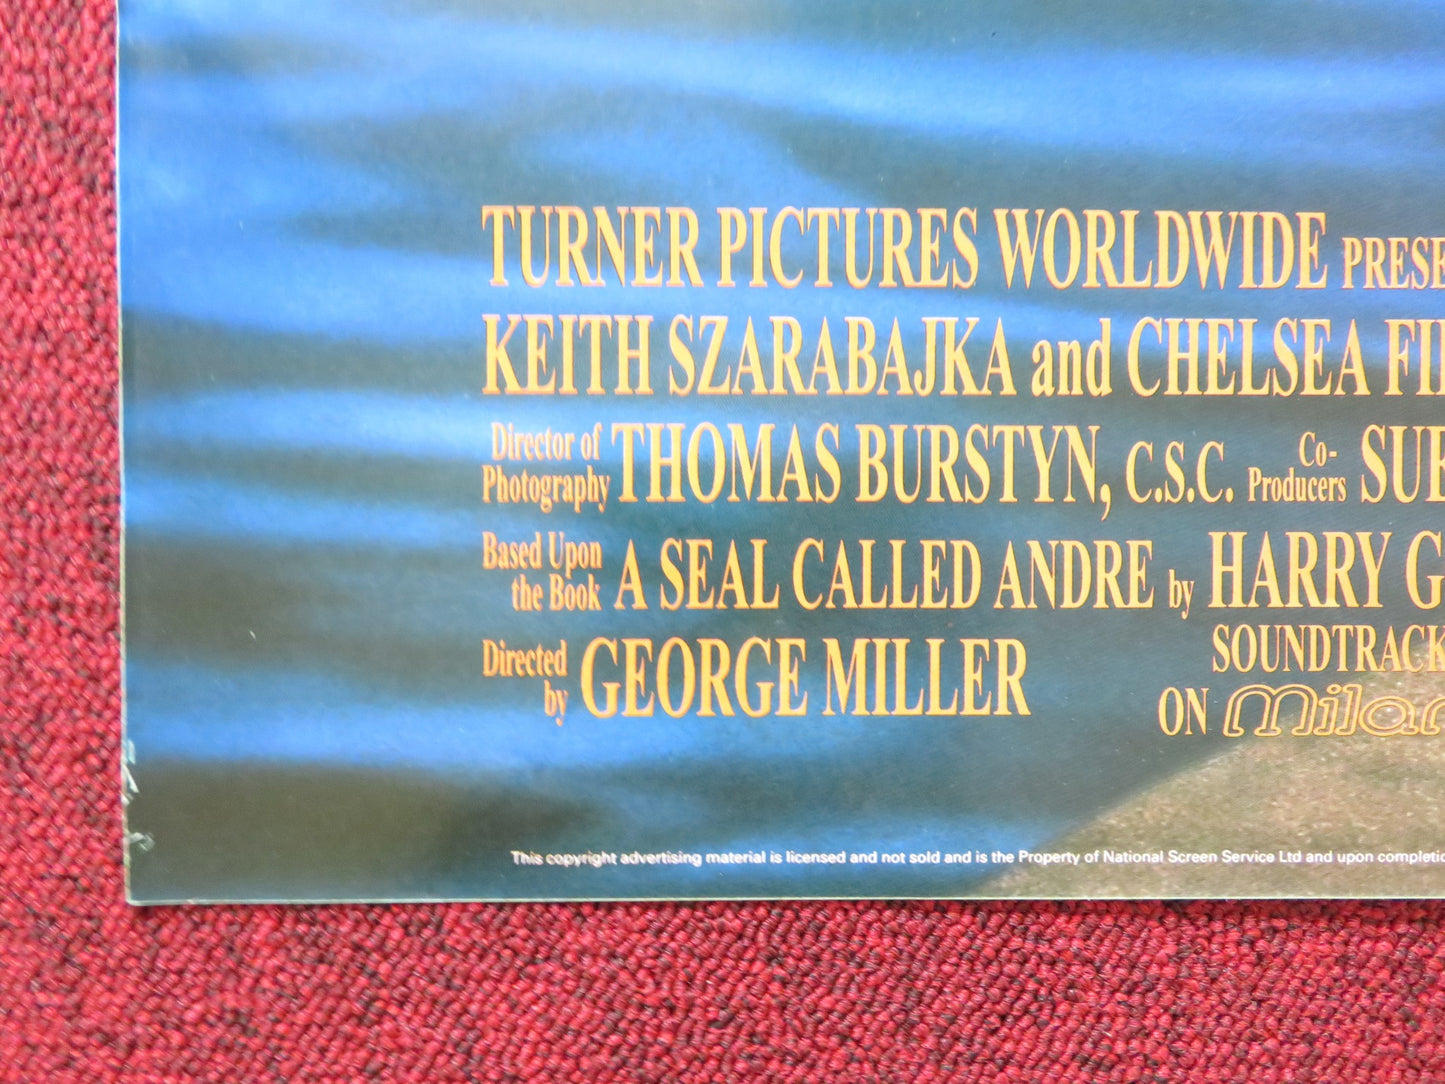 TURNER PICTURES WORLDWIDE PRESE
KEITH SZARABAJKA and CHELSEA FI
Director of Photography THOMAS BURSTYN, C.S.C. Co-Producers SUE
Based Upon the Book A SEAL CALLED ANDRE by HARRY G
Directed by GEORGE MILLER
SOUNDTRACK
ON Milan
This copyright advertising material is licensed and not sold and is the Property of National Screen Service Ltd and upon completio